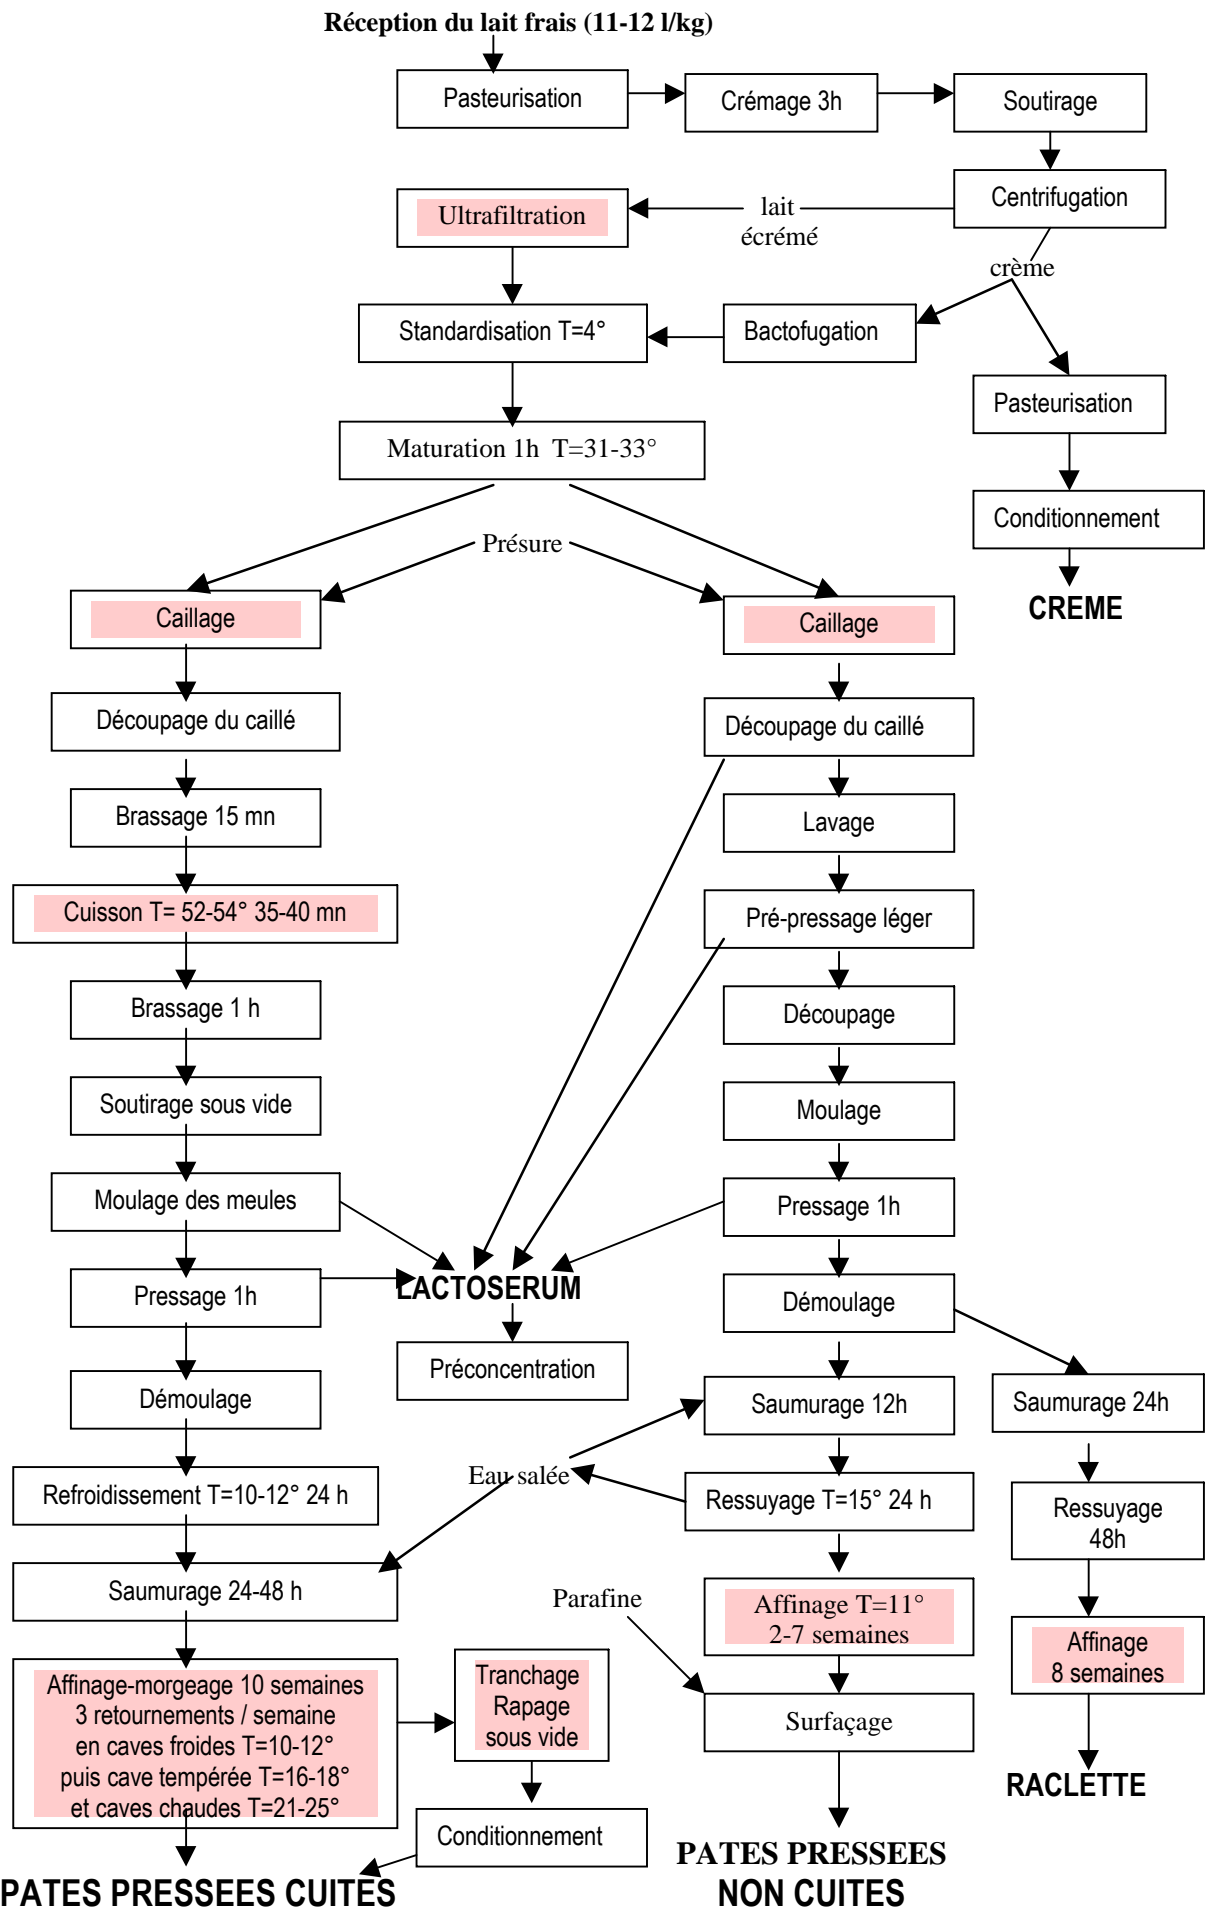 Réception du lait frais (11-12 l/kg)
Pasteurisation
Crémage 3h
Soutirage
Centrifugation
lait
écrémé
Ultrafiltration
crème
Standardisation T=4°
Bactofugation
Pasteurisation
Maturation 1h T=31-33°
Conditionnement
CREME
Présure
Caillage
Caillage
Découpage du caillé
Découpage du caillé
Brassage 15 mn
Lavage
Cuisson T= 52-54° 35-40 mn
Pré-pressage léger
Brassage 1 h
Découpage
Soutirage sous vide
Moulage
Moulage des meules
Pressage 1h
Pressage 1h
LACTOSERUM
Démoulage
Préconcentration
Démoulage
Saumurage 12h
Saumurage 24h
Eau salée
Refroidissement T=10-12° 24 h
Ressuyage T=15° 24 h
Ressuyage
48h
Saumurage 24-48 h
Parafine
Affinage T=11°
2-7 semaines
Affinage
8 semaines
Affinage-morgeage 10 semaines
3 retournements / semaine
en caves froides T=10-12°
puis cave tempérée T=16-18°
et caves chaudes T=21-25°
Tranchage
Rapage
sous vide
Surfaçage
RACLETTE
Conditionnement
PATES PRESSEES CUITES
PATES PRESSEES
NON CUITES